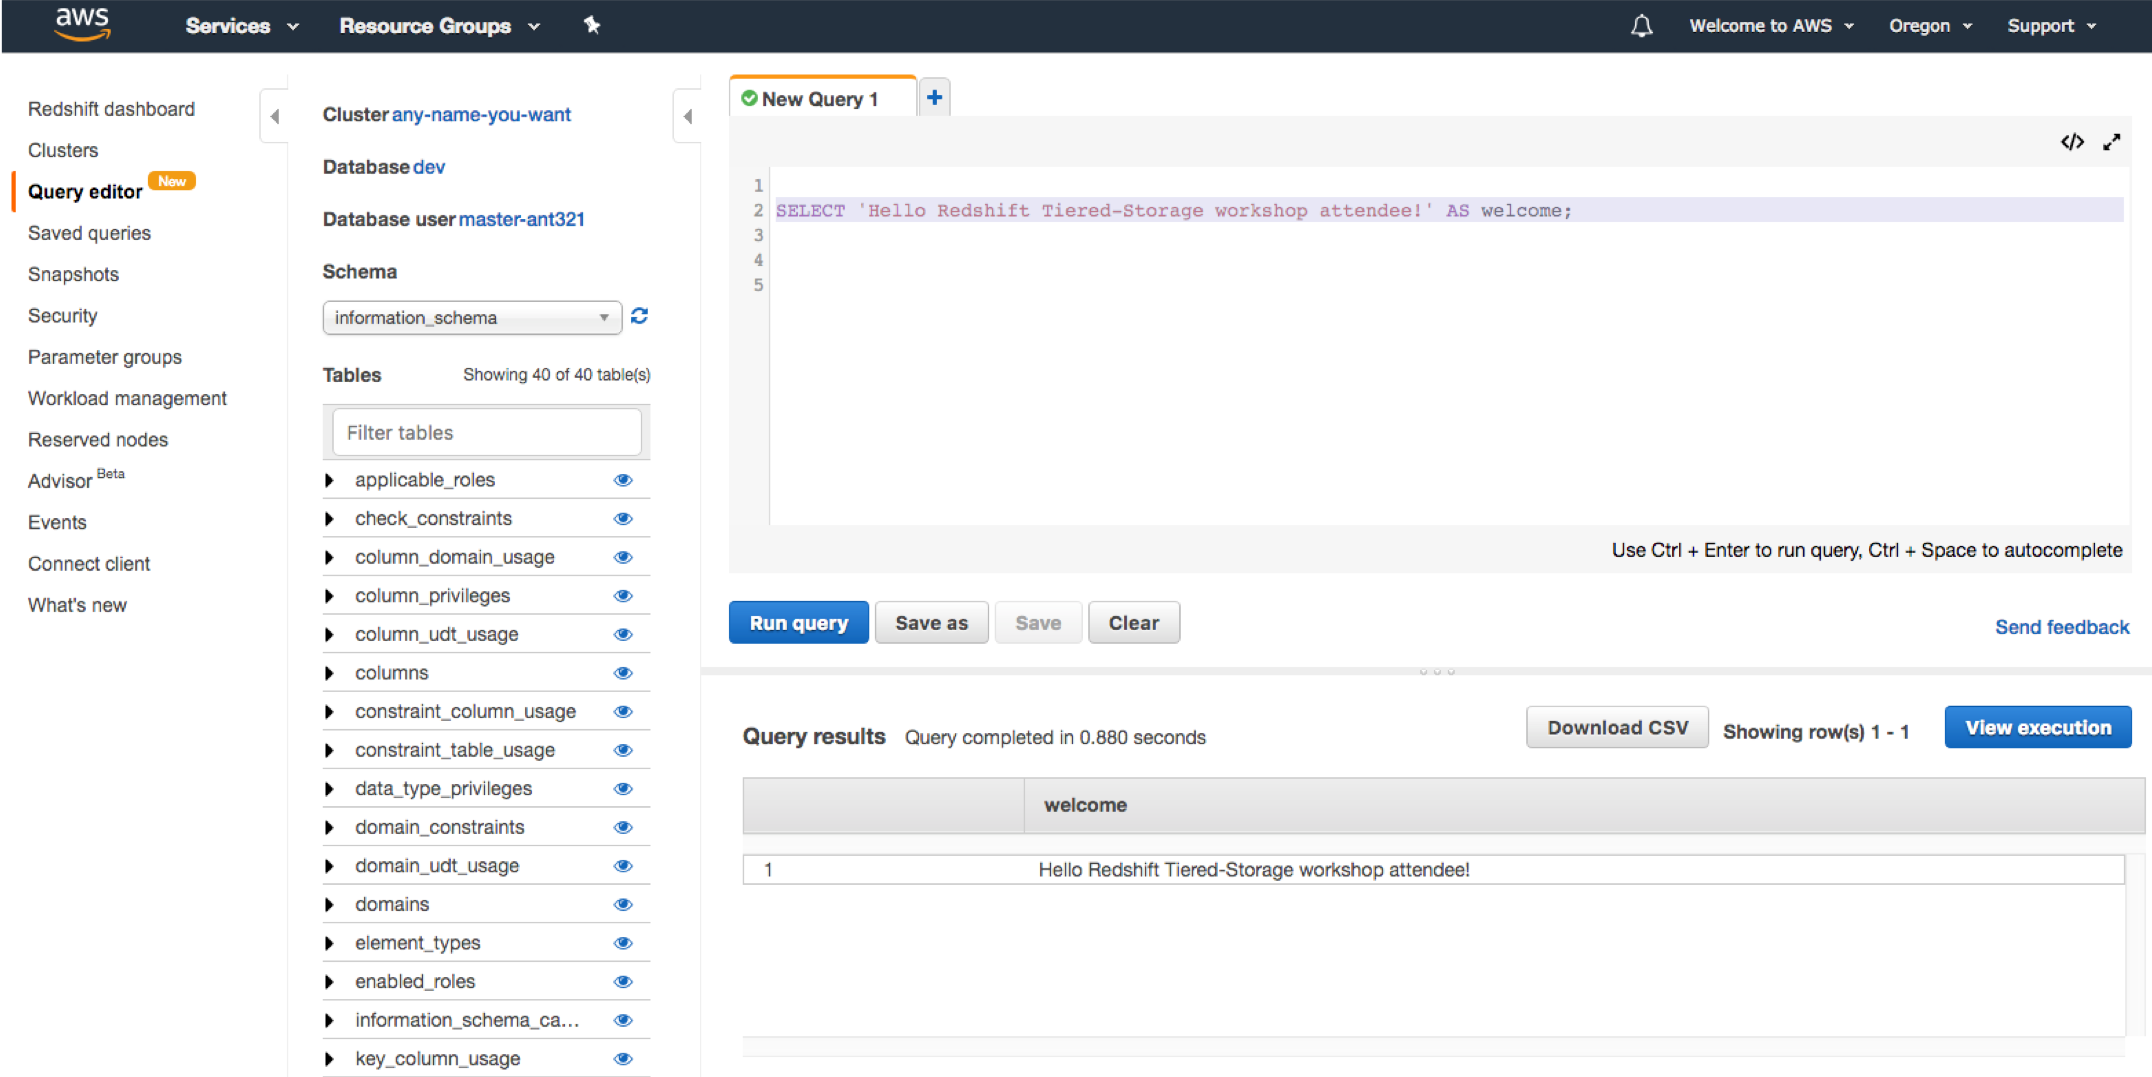 aws Services Resource Groups Welcome to AWS Oregon Support
Redshift dashboard
Clusters
Query editor New
Saved queries
Snapshots
Security
Parameter groups
Workload management
Reserved nodes
Advisor Beta
Events
Connect client
What's new
Cluster any-name-you-want
Database dev
Database user master-ant321
Schema
information_schema
Tables Showing 40 of 40 table(s)
Filter tables
applicable_roles
check_constraints
column_domain_usage
column_privileges
column_udt_usage
columns
constraint_column_usage
constraint_table_usage
data_type_privileges
domain_constraints
domain_udt_usage
domains
element_types
enabled_roles
information_schema_ca...
key_column_usage
New Query 1 +
</>
1
2 SELECT 'Hello Redshift Tiered-Storage workshop attendee!' AS welcome;
3
4
5
Use Ctrl + Enter to run query, Ctrl + Space to autocomplete
Run query Save as Save Clear
Send feedback
Query results Query completed in 0.880 seconds Download CSV Showing row(s) 1 - 1 View execution
welcome
1 Hello Redshift Tiered-Storage workshop attendee!